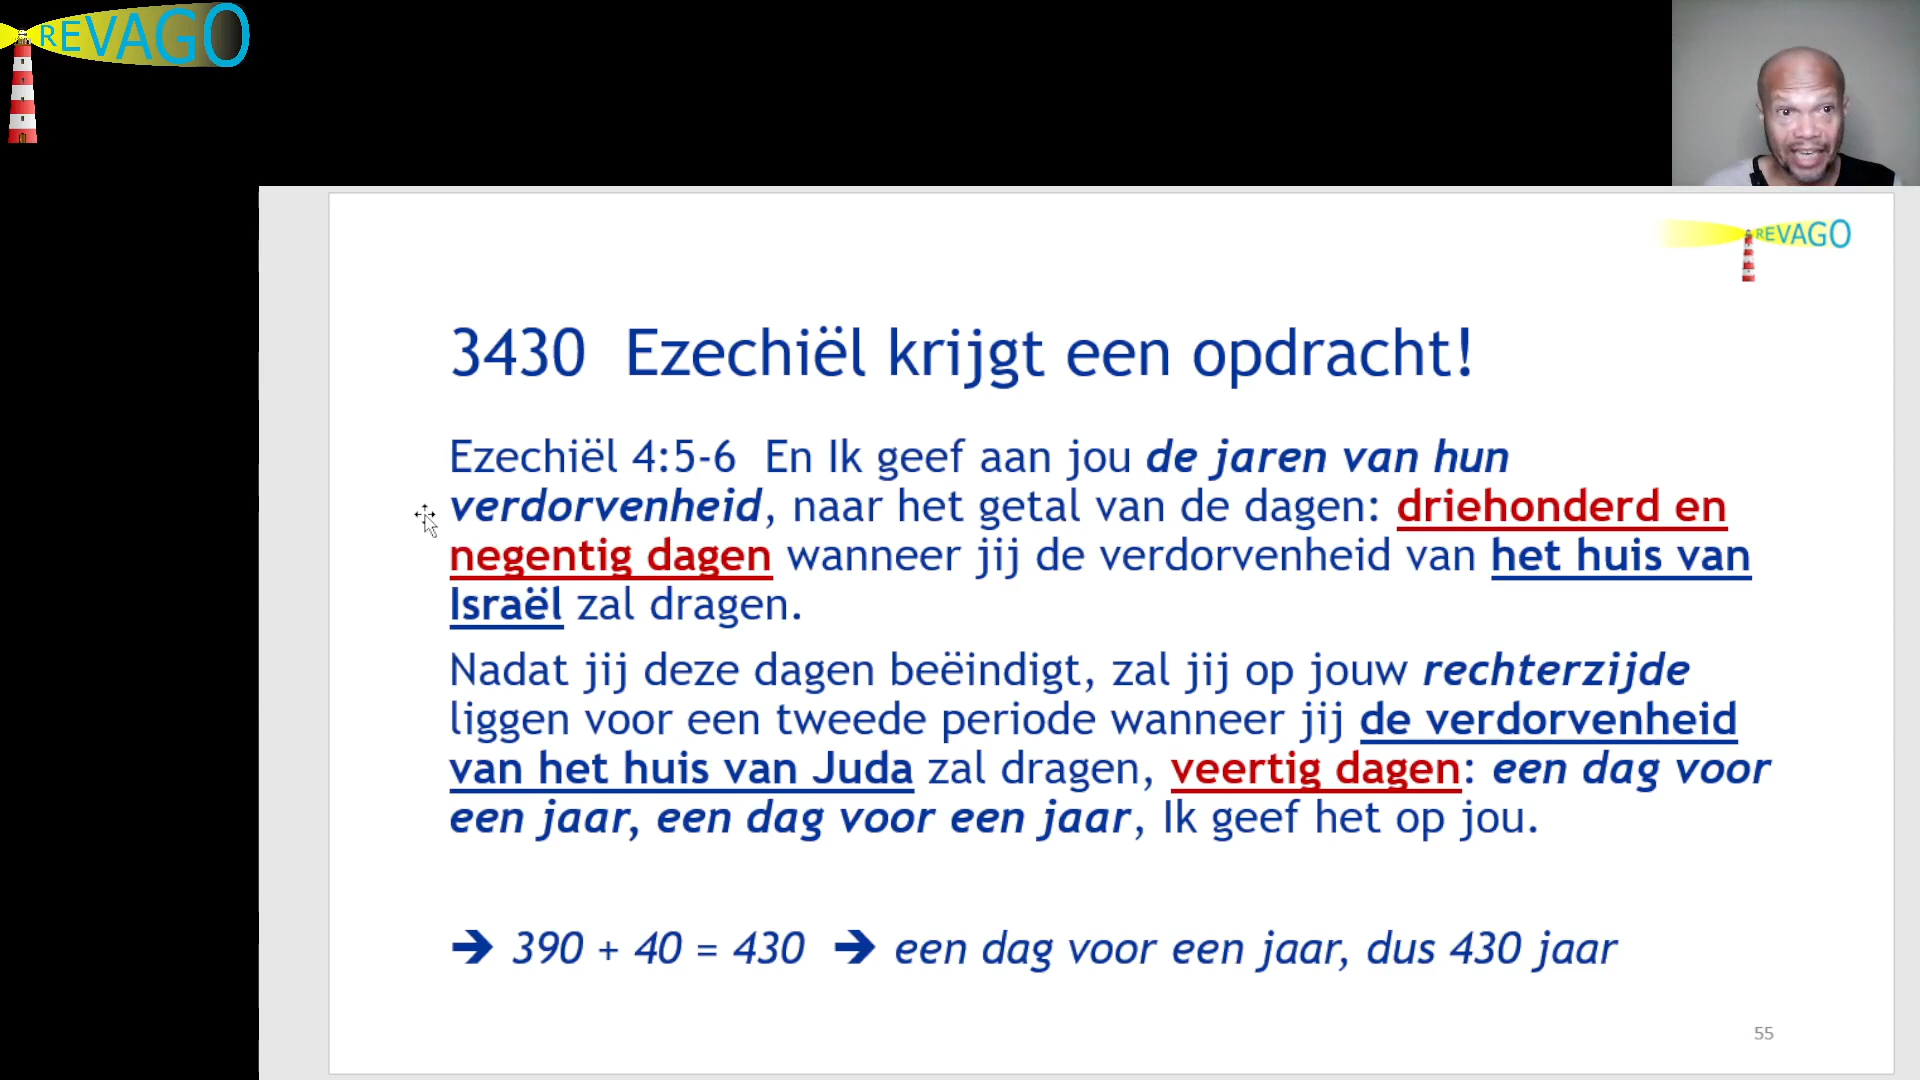 REVAGO
REVAGO
3430 Ezechiël krijgt een opdracht!
Ezechiël 4:5-6 En Ik geef aan jou de jaren van hun
verdorvenheid, naar het getal van de dagen: driehonderd en
negentig dagen wanneer jij de verdorvenheid van het huis van
Israël zal dragen.
Nadat jij deze dagen beëindigt, zal jij op jouw rechterzijde
liggen voor een tweede periode wanneer jij de verdorvenheid
van het huis van Juda zal dragen, veertig dagen: een dag voor
een jaar, een dag voor een jaar, Ik geef het op jou.
➔ 390 + 40 = 430 ➔ een dag voor een jaar, dus 430 jaar
55